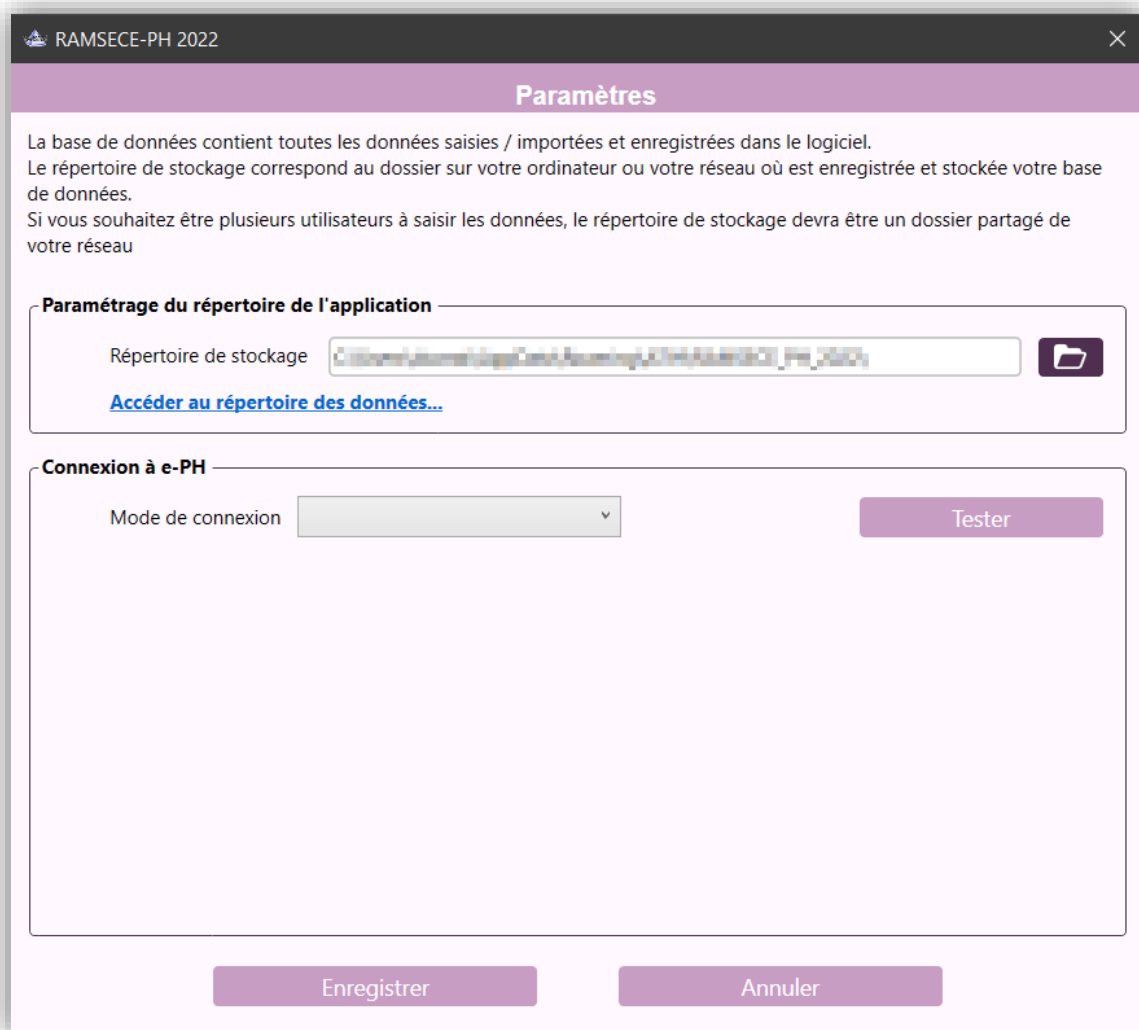 RAMSECE-PH 2022
Paramètres
La base de données contient toutes les données saisies / importées et enregistrées dans le logiciel.
Le répertoire de stockage correspond au dossier sur votre ordinateur ou votre réseau où est enregistrée et stockée votre base
de données.
Si vous souhaitez être plusieurs utilisateurs à saisir les données, le répertoire de stockage devra être un dossier partagé de
votre réseau
Paramétrage du répertoire de l'application
Répertoire de stockage
Accéder au répertoire des données...
Connexion à e-PH
Mode de connexion
Tester
Enregistrer
Annuler